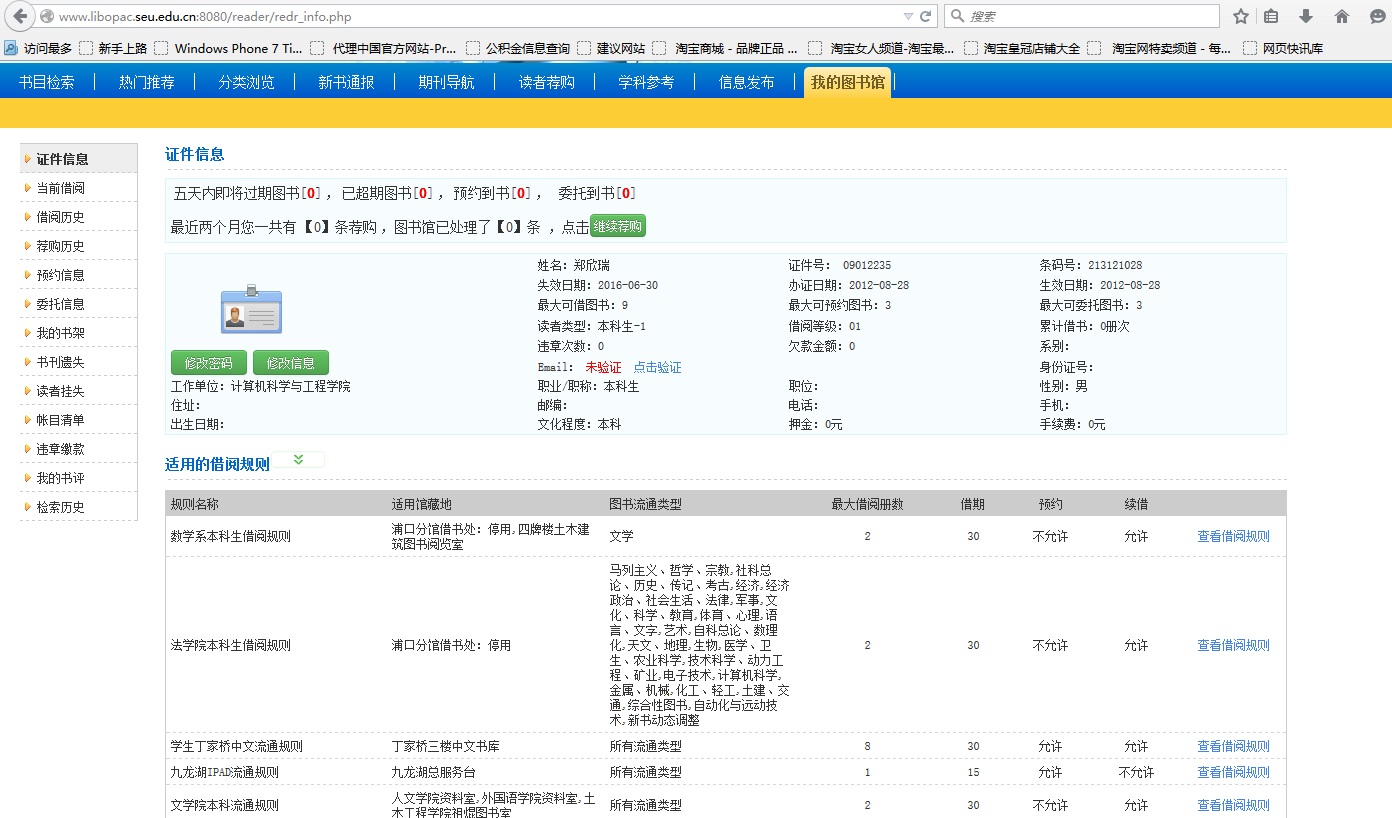 www.libopac.seu.edu.cn:8080/reader/redr_info.php
搜索
访问最多 新手上路 Windows Phone 7 Ti... 代理中国官方网站-Pr... 公积金信息查询 建议网站 淘宝商城 - 品牌正品 ... 淘宝女人频道-淘宝最... 淘宝皇冠店铺大全 淘宝网特卖频道 - 每... 网页快讯库
书目检索 热门推荐 分类浏览 新书通报 期刊导航 读者荐购 学科参考 信息发布 我的图书馆
证件信息
当前借阅
借阅历史
荐购历史
预约信息
委托信息
我的书架
书刊遗失
读者挂失
帐目清单
违章缴款
我的书评
检索历史
证件信息
五天内即将过期图书[0] ，已超期图书[0] ，预约到书[0] ， 委托到书[0]
最近两个月您一共有 【0】条荐购 ，图书馆已处理了【0】条 ，点击 继续荐购
姓名：郑欣瑞 证件号： 09012235 条码号：213121028
失效日期：2016-06-30 办证日期：2012-08-28 生效日期：2012-08-28
最大可借图书：9 最大可预约图书：3 最大可委托图书：3
读者类型：本科生-1 借阅等级：01 累计借书：0册次
违章次数：0 欠款金额：0 系别：
修改密码 修改信息 Email： 未验证 点击验证 身份证号：
工作单位：计算机科学与工程学院 职业/职称：本科生 职位： 性别：男
住址： 邮编： 电话： 手机：
出生日期： 文化程度：本科 押金：0元 手续费：0元
适用的借阅规则
规则名称 适用馆藏地 图书流通类型 最大借阅册数 借期 预约 续借
数学系本科生借阅规则 浦口分馆借书处：停用,四牌楼土木建
筑图书阅览室 文学 2 30 不允许 允许 查看借阅规则
法学院本科生借阅规则 浦口分馆借书处：停用 马列主义、哲学、宗教,社科总
论、历史、传记、考古,经济,经济
政治、社会生活、法律,军事,文
化、科学、教育,体育、心理,语
言、文字,艺术,自科总论、数理
化,天文、地理,生物,医学、卫
生、农业科学,技术科学、动力工
程、矿业,电子技术,计算机科学,
金属、机械,化工、轻工,土建、交
通,综合性图书,自动化与远动技
术,新书动态调整 2 30 不允许 允许 查看借阅规则
学生丁家桥中文流通规则 丁家桥三楼中文书库 所有流通类型 8 30 允许 允许 查看借阅规则
九龙湖IPAD流通规则 九龙湖总服务台 所有流通类型 1 15 允许 不允许 查看借阅规则
文学院本科流通规则 人文学院资料室,外国语学院资料室,土
木工程学院祖焜图书室 所有流通类型 2 30 不允许 允许 查看借阅规则